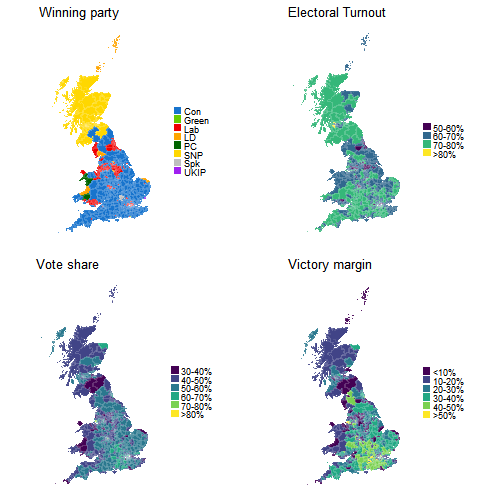 Winning party
Con
Green
Lab
LD
PC
SNP
Spk
UKIP
Electoral Turnout
50-60%
60-70%
70-80%
>80%
Vote share
30-40%
40-50%
50-60%
60-70%
70-80%
>80%
Victory margin
<10%
10-20%
20-30%
30-40%
40-50%
>50%